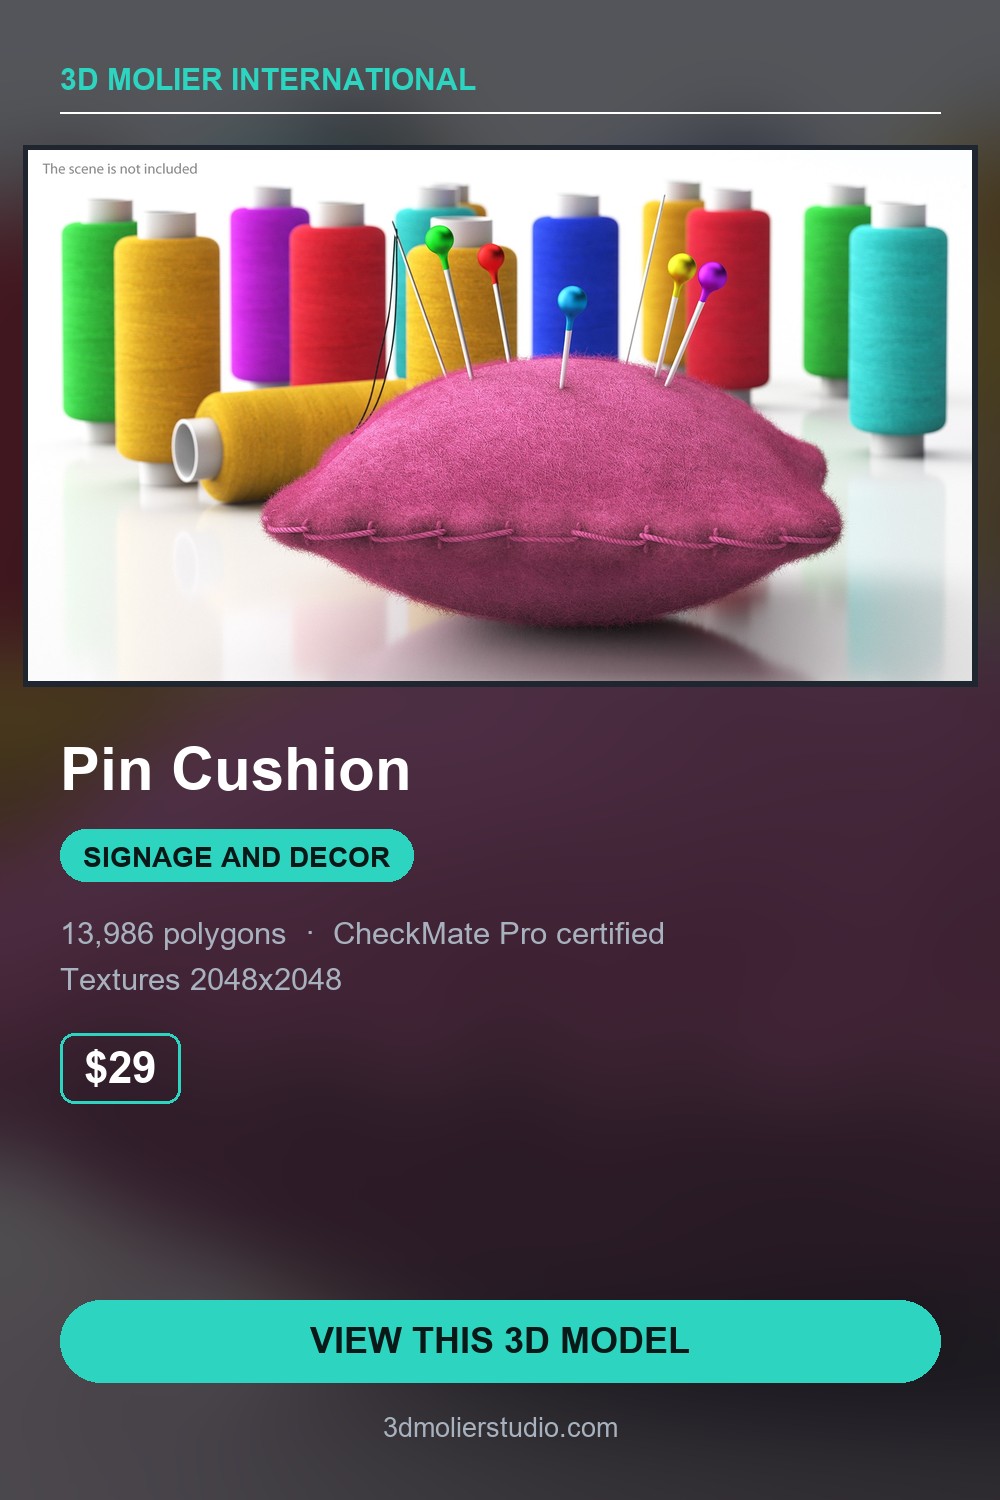 3D MOLIER INTERNATIONAL
The scene is not included
Pin Cushion
SIGNAGE AND DECOR
13,986 polygons · CheckMate Pro certified
Textures 2048x2048
$29
VIEW THIS 3D MODEL
3dmolierstudio.com